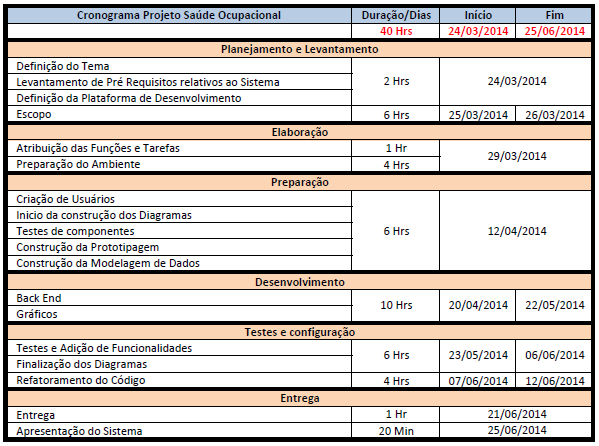 Cronograma Projeto Saúde Ocupacional Duração/Dias Início Fim
40 Hrs 24/03/2014 25/06/2014
Planejamento e Levantamento
Definição do Tema
Levantamento de Pré Requisitos relativos ao Sistema 2 Hrs 24/03/2014
Definição da Plataforma de Desenvolvimento
Escopo 6 Hrs 25/03/2014 26/03/2014
Elaboração
Atribuição das Funções e Tarefas 1 Hr
29/03/2014
Preparação do Ambiente 4 Hrs
Preparação
Criação de Usuários
Inicio da construção dos Diagramas
Testes de componentes 6 Hrs 12/04/2014
Construção da Prototipagem
Construção da Modelagem de Dados
Desenvolvimento
Back End
10 Hrs 20/04/2014 22/05/2014
Gráficos
Testes e configuração
Testes e Adição de Funcionalidades
6 Hrs 23/05/2014 06/06/2014
Finalização dos Diagramas
Refatoramento do Código 4 Hrs 07/06/2014 12/06/2014
Entrega
Entrega 1 Hr 21/06/2014
Apresentação do Sistema 20 Min 25/06/2014